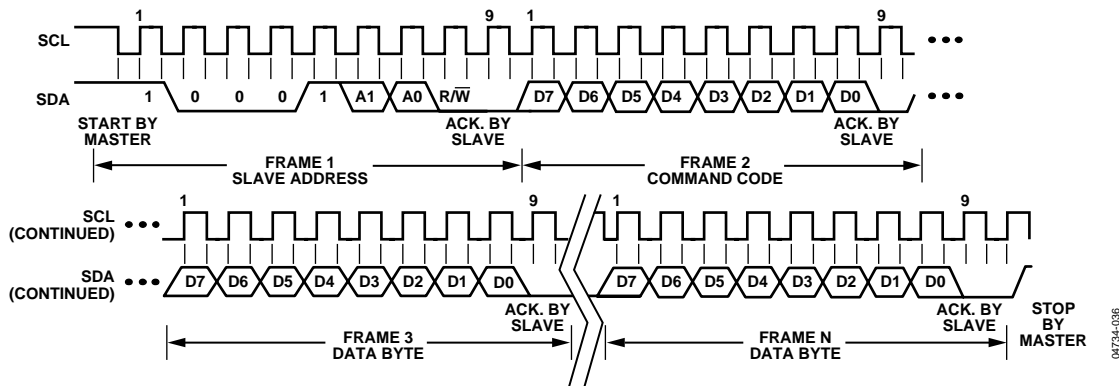 1 9 1 9
SCL
SDA 1 0 0 0 1 A1 A0 R/W̅ D7 D6 D5 D4 D3 D2 D1 D0
START BY MASTER
ACK. BY SLAVE
ACK. BY SLAVE
FRAME 1
SLAVE ADDRESS
FRAME 2
COMMAND CODE
1 9 1 9
SCL
(CONTINUED)
SDA
(CONTINUED)
D7 D6 D5 D4 D3 D2 D1 D0 D7 D6 D5 D4 D3 D2 D1 D0
ACK. BY
SLAVE
ACK. BY
SLAVE
STOP
BY
MASTER
FRAME 3
DATA BYTE
FRAME N
DATA BYTE
04734-036